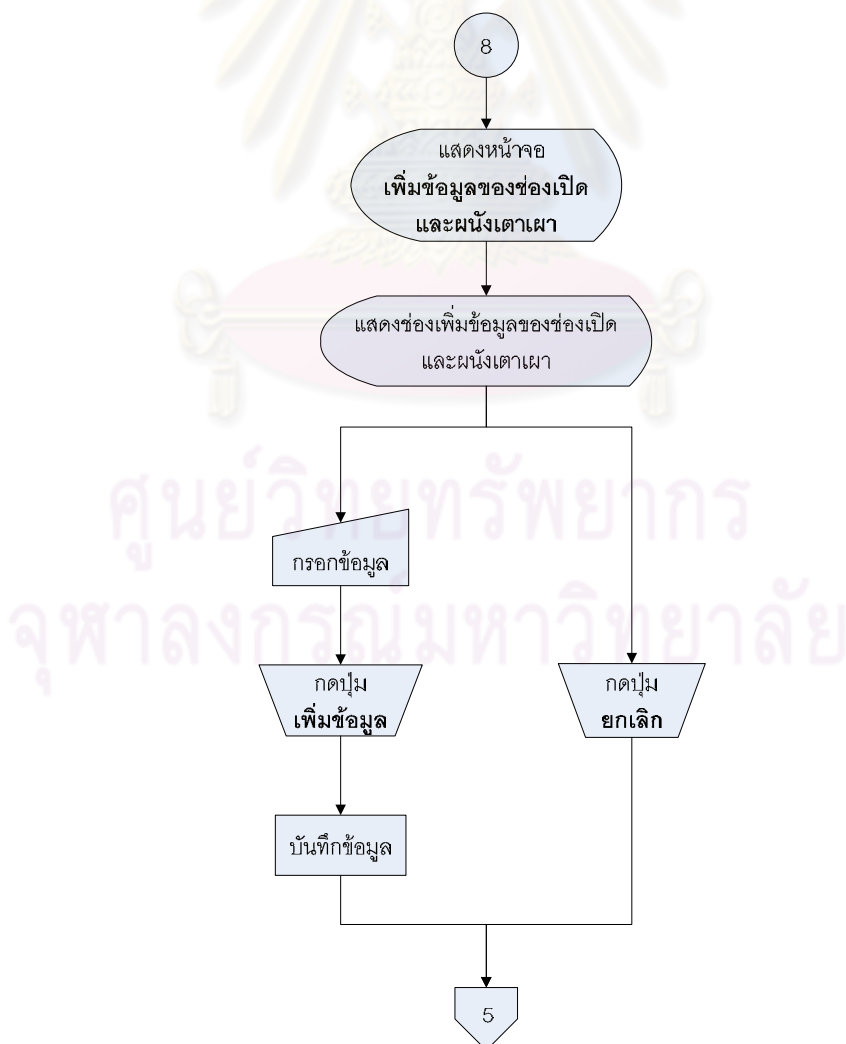 8
แสดงหน้าจอ
เพิ่มข้อมูลของช่องเปิด
และผนังเตาเผา
แสดงช่องเพิ่มข้อมูลของช่องเปิด
และผนังเตาเผา
ศูนย์วิทยทรัพยากร
กรอกข้อมูล
จุฬาลงกรณ์มหาวิทยาลัย
กดปุ่ม
เพิ่มข้อมูล
กดปุ่ม
ยกเลิก
บันทึกข้อมูล
5